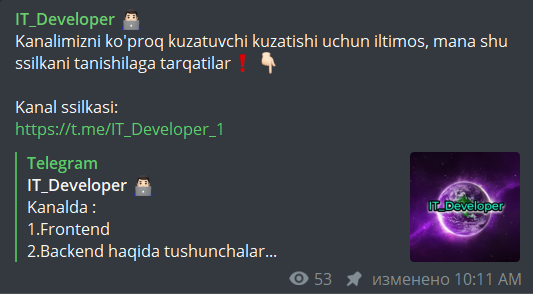 IT_Developer 👨🏻‍💻
Kanalimizni ko'proq kuzatuvchi kuzatishi uchun iltimos, mana shu
ssilkani tanishilaga tarqatilar❗👇🏻
Kanal ssilkasi:
https://t.me/IT_Developer_1
Telegram
IT_Developer 👨🏻‍💻
Kanalda :
1.Frontend
2.Backend haqida tushunchalar...
IT_Developer
53 изменено 10:11 AM